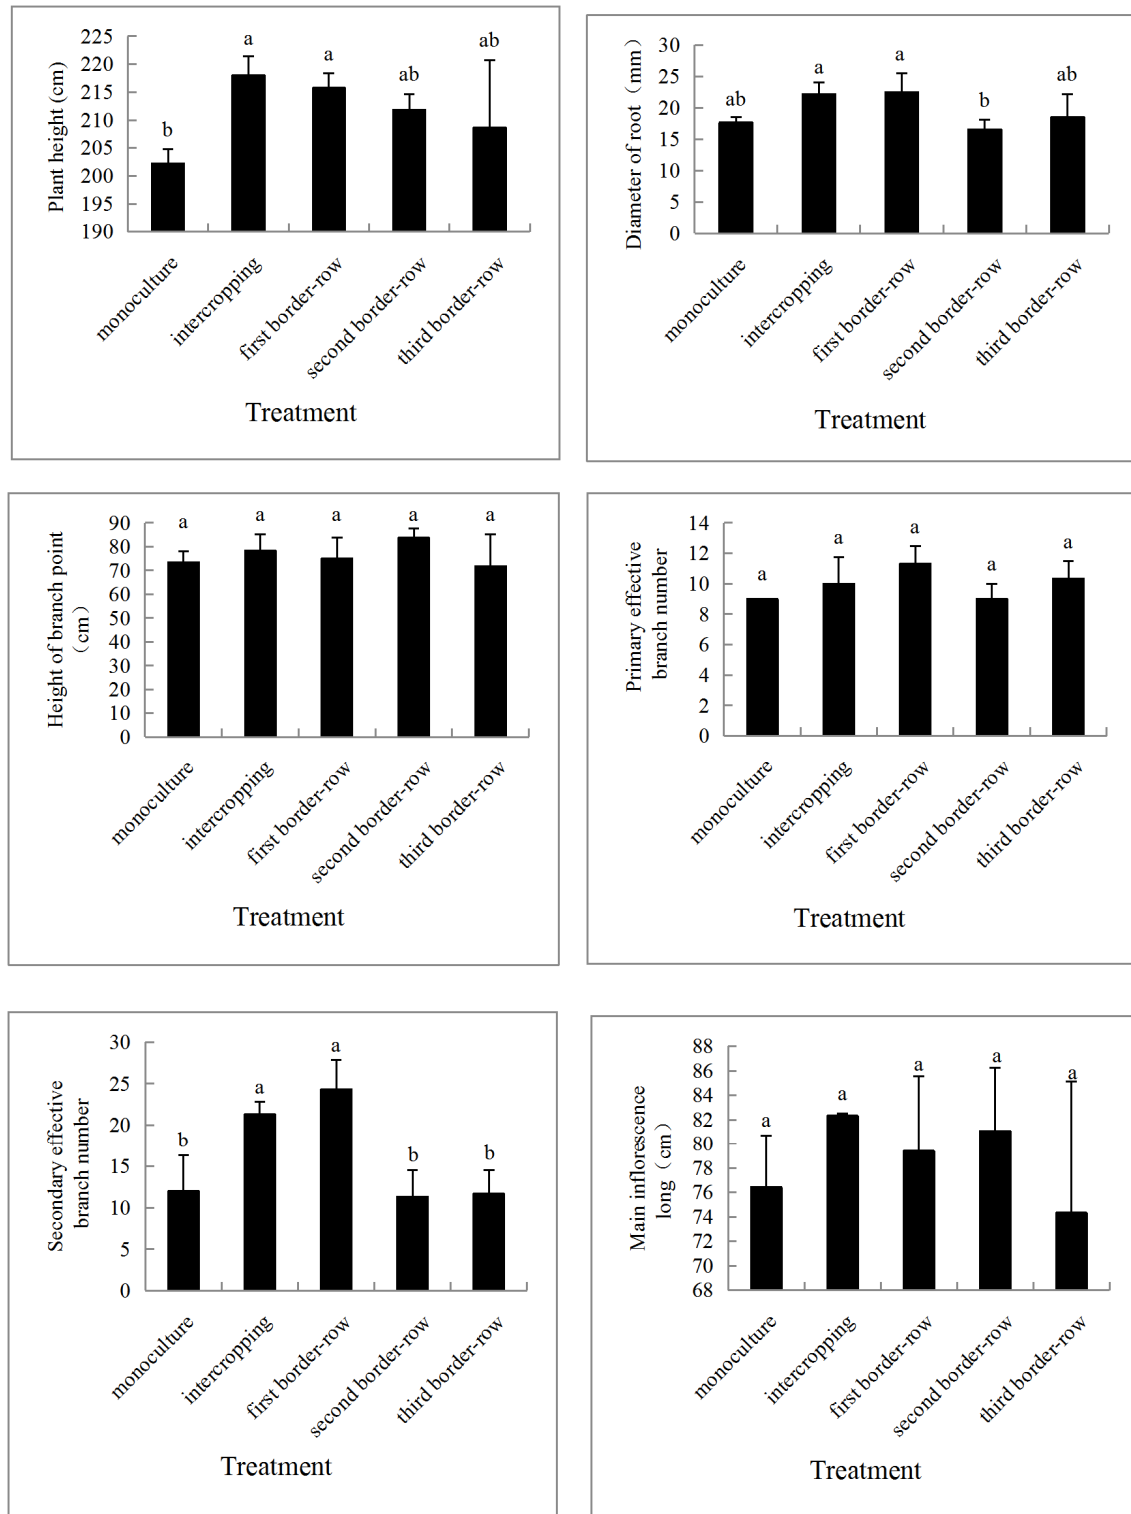 Plant height (cm)
225
220
215
210
205
200
195
190
b
a
a
ab
ab
monoculture
intercropping
first border-row
second border-row
third border-row
Treatment
Diameter of root（mm）
30
25
20
15
10
5
0
ab
a
a
b
ab
monoculture
intercropping
first border-row
second border-row
third border-row
Treatment
Height of branch point
（cm）
90
80
70
60
50
40
30
20
10
0
a
a
a
a
a
monoculture
intercropping
first border-row
second border-row
third border-row
Treatment
Primary effective
branch number
14
12
10
8
6
4
2
0
a
a
a
a
a
monoculture
intercropping
first border-row
second border-row
third border-row
Treatment
Secondary effective
branch number
30
25
20
15
10
5
0
b
a
a
b
b
monoculture
intercropping
first border-row
second border-row
third border-row
Treatment
Main inflorescence
long（cm）
88
86
84
82
80
78
76
74
72
70
68
a
a
a
a
a
monoculture
intercropping
first border-row
second border-row
third border-row
Treatment